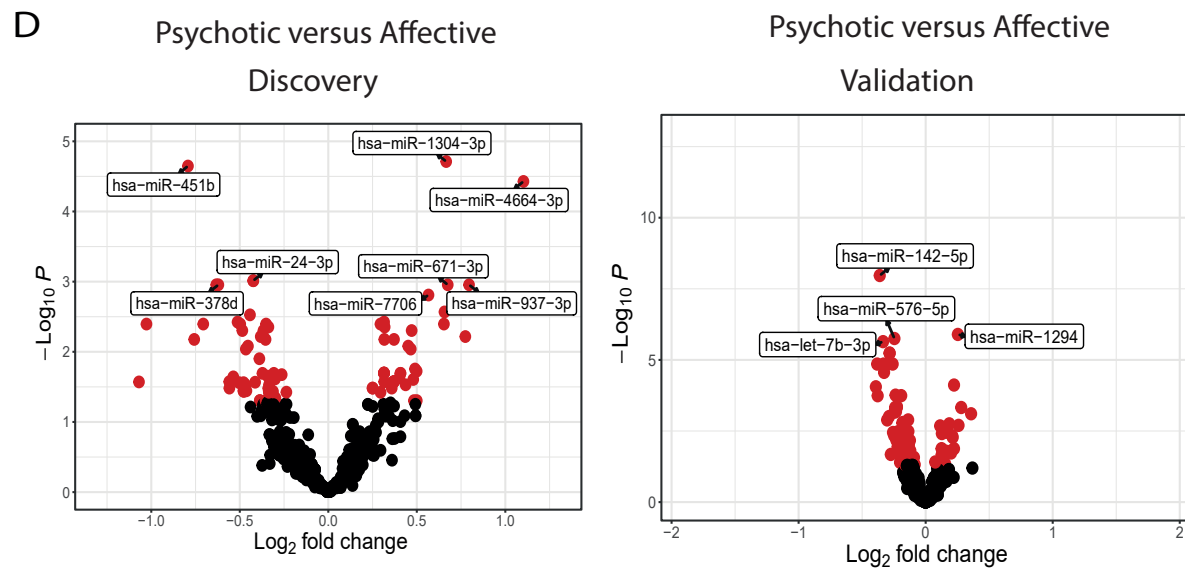 D
Psychotic versus Affective
Discovery
5
4
3
2
1
0
−Log10 P
hsa−miR−1304−3p
hsa−miR−451b
hsa−miR−4664−3p
hsa−miR−24−3p
hsa−miR−671−3p
hsa−miR−378d
hsa−miR−7706
hsa−miR−937−3p
−1.0
−0.5
0.0
0.5
1.0
Log2 fold change
Psychotic versus Affective
Validation
10
5
0
−Log10 P
hsa−miR−142−5p
hsa−miR−576−5p
hsa−let−7b−3p
hsa−miR−1294
−2
−1
0
1
2
Log2 fold change